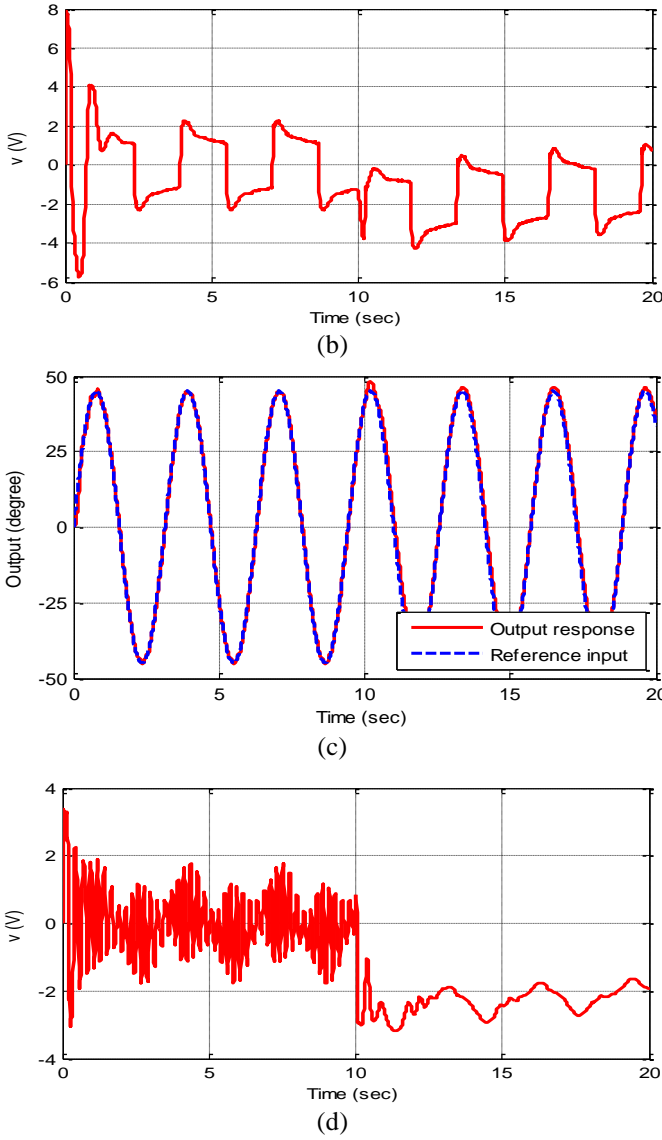 8
6
4
2
0
-2
-4
-6
v (V)
0 5 10 15 20
Time (sec)
(b)
50
25
0
-25
-50
Output (degree)
Output response
Reference input
0 5 10 15 20
Time (sec)
(c)
4
2
0
-2
-4
v (V)
0 5 10 15 20
Time (sec)
(d)